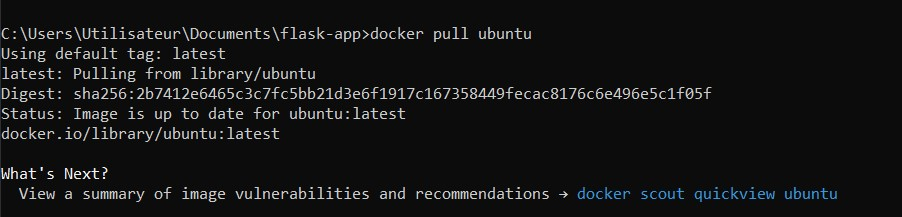 C:\Users\Utilisateur\Documents\flask-app>docker pull ubuntu
Using default tag: latest
latest: Pulling from library/ubuntu
Digest: sha256:2b7412e6465c3c7fc5bb21d3e6f1917c167358449fecac8176c6e496e5c1f05f
Status: Image is up to date for ubuntu:latest
docker.io/library/ubuntu:latest
What's Next?
View a summary of image vulnerabilities and recommendations → docker scout quickview ubuntu